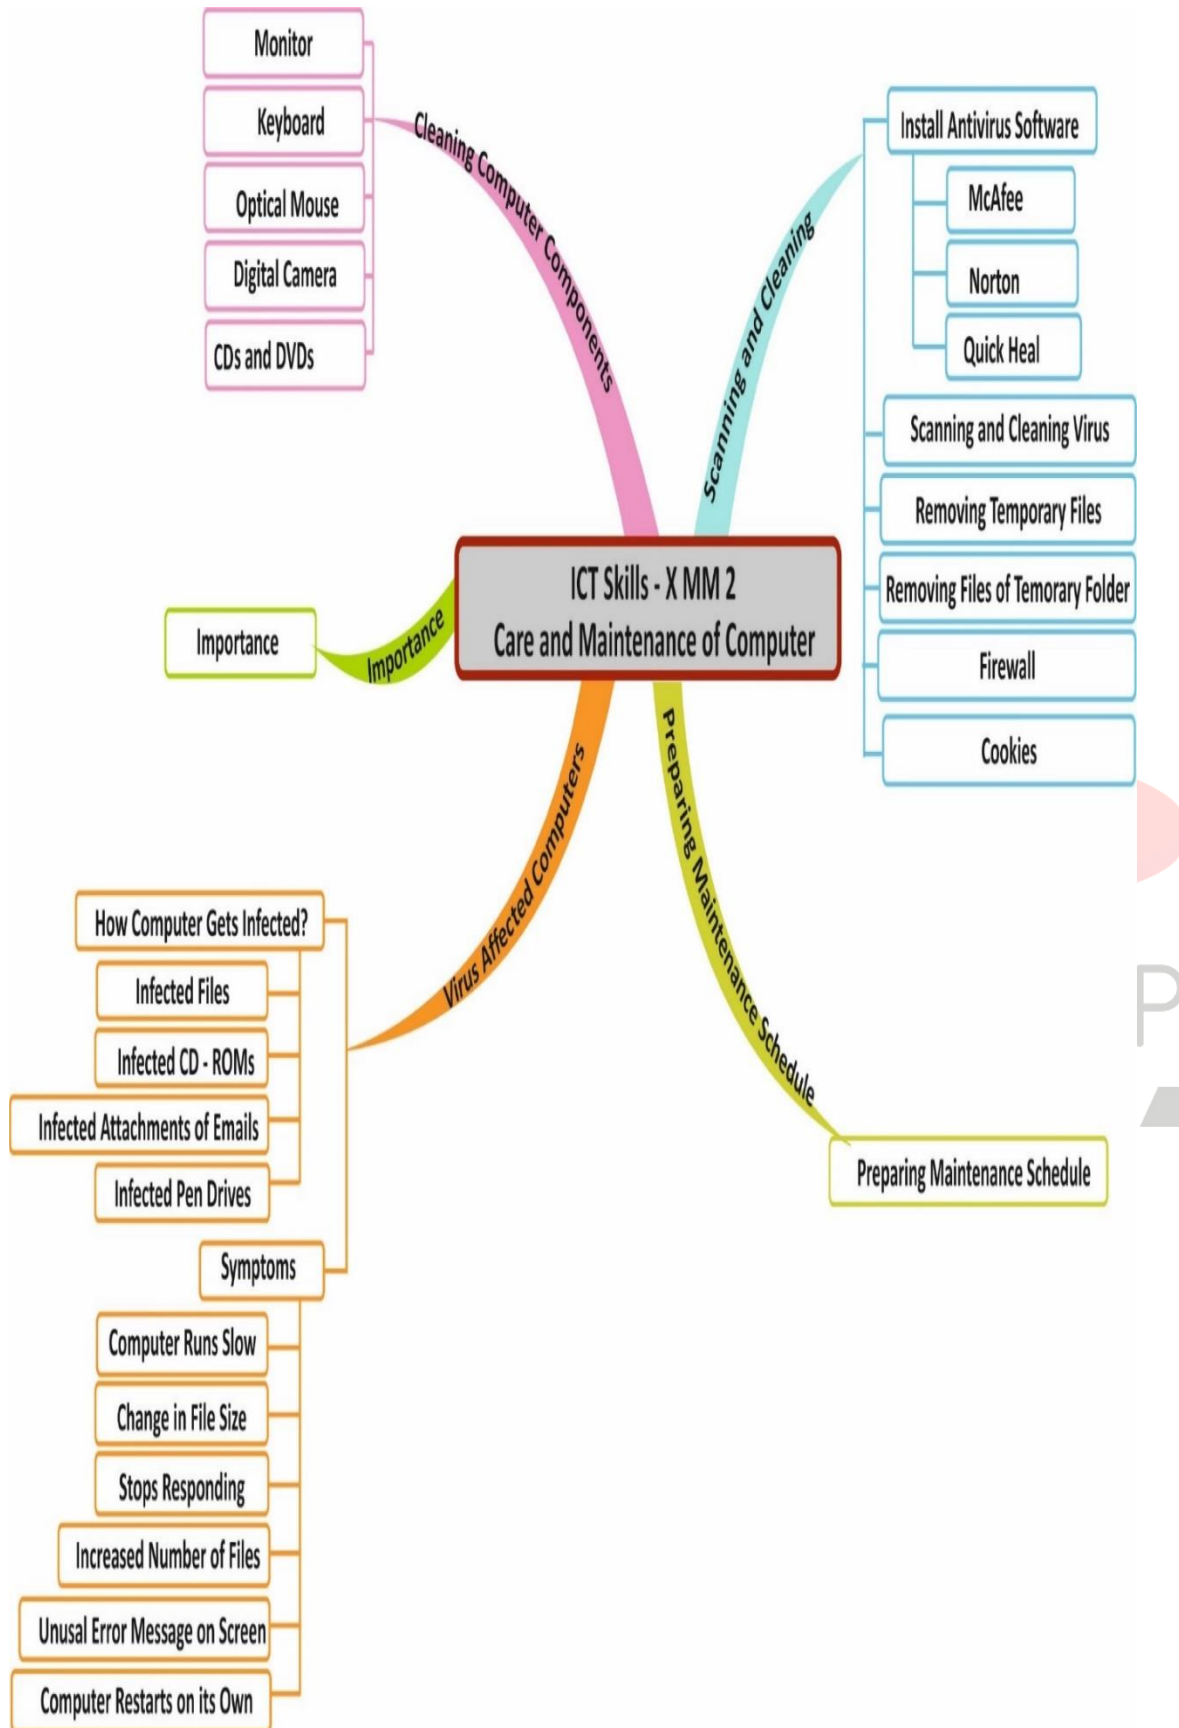 ICT Skills - X MM 2
Care and Maintenance of Computer
Cleaning Computer Components
Monitor
Keyboard
Optical Mouse
Digital Camera
CDs and DVDs
Scanning and Cleaning
Install Antivirus Software
McAfee
Norton
Quick Heal
Scanning and Cleaning Virus
Removing Temporary Files
Removing Files of Temorary Folder
Firewall
Cookies
Importance
Importance
Virus Affected Computers
How Computer Gets Infected?
Infected Files
Infected CD - ROMs
Infected Attachments of Emails
Infected Pen Drives
Symptoms
Computer Runs Slow
Change in File Size
Stops Responding
Increased Number of Files
Unusal Error Message on Screen
Computer Restarts on its Own
Preparing Maintenance Schedule
Preparing Maintenance Schedule
P